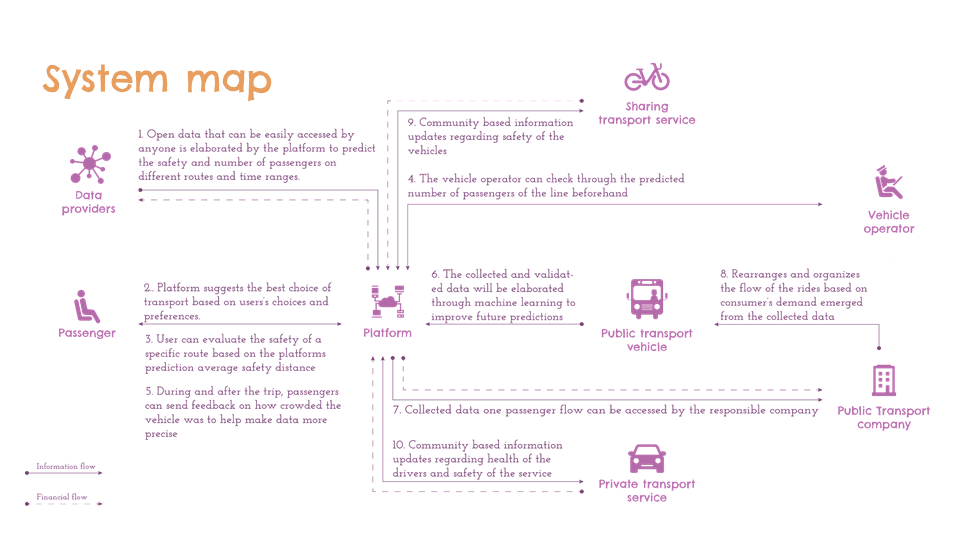 System map
Sharing
transport service
9. Community based information
updates regarding safety of the
vehicles
1. Open data that can be easily accessed by
anyone is elaborated by the platform to predict
the safety and number of passengers on
different routes and time ranges.
4. The vehicle operator can check through the predicted
number of passengers of the line beforehand
Data
providers
Vehicle
operator
2.. Platform suggests the best choice of
transport based on user's choices and
preferences.
6. The collected and validat-
ed data will be elaborated
through machine learning to
improve future predictions
8. Rearranges and organizes
the flow of the rides based on
consumer's demand emerged
from the collected data
Passenger
Platform
Public transport
vehicle
3. User can evaluate the safety of a
specific route based on the platforms
prediction average safety distance
5. During and after the trip, passengers
can send feedback on how crowded the
vehicle was to help make data more
precise
7. Collected data one passenger flow can be accessed by the responsible company
Public Transport
company
10. Community based information
updates regarding health of the
drivers and safety of the service
Private transport
service
Information flow
Financial flow